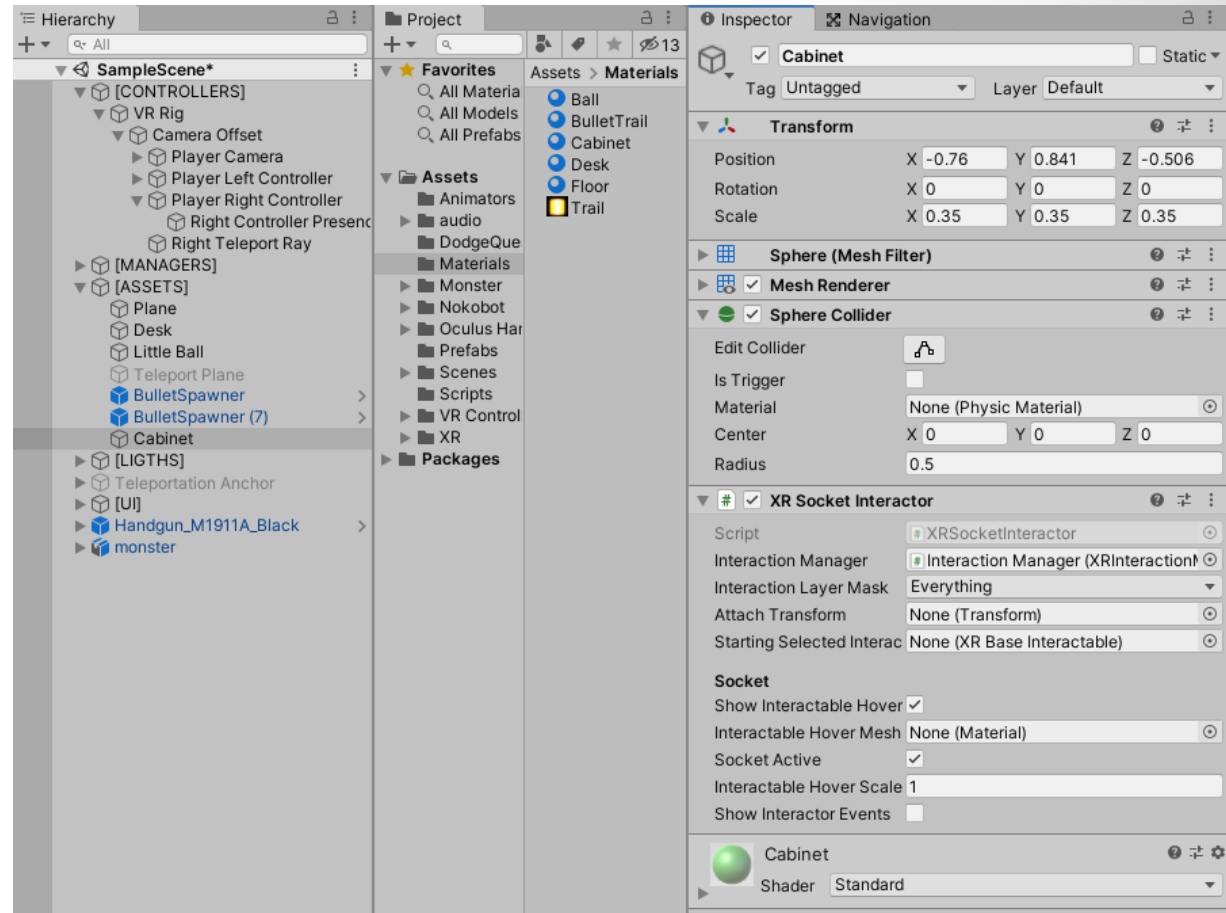 Hierarchy
All
SampleScene*
[CONTROLLERS]
VR Rig
Camera Offset
Player Camera
Player Left Controller
Player Right Controller
Right Controller Presenc
Right Teleport Ray
[MANAGERS]
[ASSETS]
Plane
Desk
Little Ball
Teleport Plane
BulletSpawner
BulletSpawner (7)
Cabinet
[LIGTHS]
Teleportation Anchor
[UI]
Handgun_M1911A_Black
monster
Project
13
Favorites
All Materia
All Models
All Prefabs
Assets
Animators
audio
DodgeQue
Materials
Monster
Nokobot
Oculus Har
Prefabs
Scenes
Scripts
VR Control
XR
Packages
Assets > Materials
Ball
BulletTrail
Cabinet
Desk
Floor
Trail
Inspector Navigation
Cabinet Static
Tag Untagged Layer Default
Transform
Position X -0.76 Y 0.841 Z -0.506
Rotation X 0 Y 0 Z 0
Scale X 0.35 Y 0.35 Z 0.35
Sphere (Mesh Filter)
Mesh Renderer
Sphere Collider
Edit Collider
Is Trigger
Material None (Physic Material)
Center X 0 Y 0 Z 0
Radius 0.5
# XR Socket Interactor
Script # XRSocketInteractor
Interaction Manager # Interaction Manager (XRInteractionM
Interaction Layer Mask Everything
Attach Transform None (Transform)
Starting Selected Interac None (XR Base Interactable)
Socket
Show Interactable Hover
Interactable Hover Mesh None (Material)
Socket Active
Interactable Hover Scale 1
Show Interactor Events
Cabinet
Shader Standard